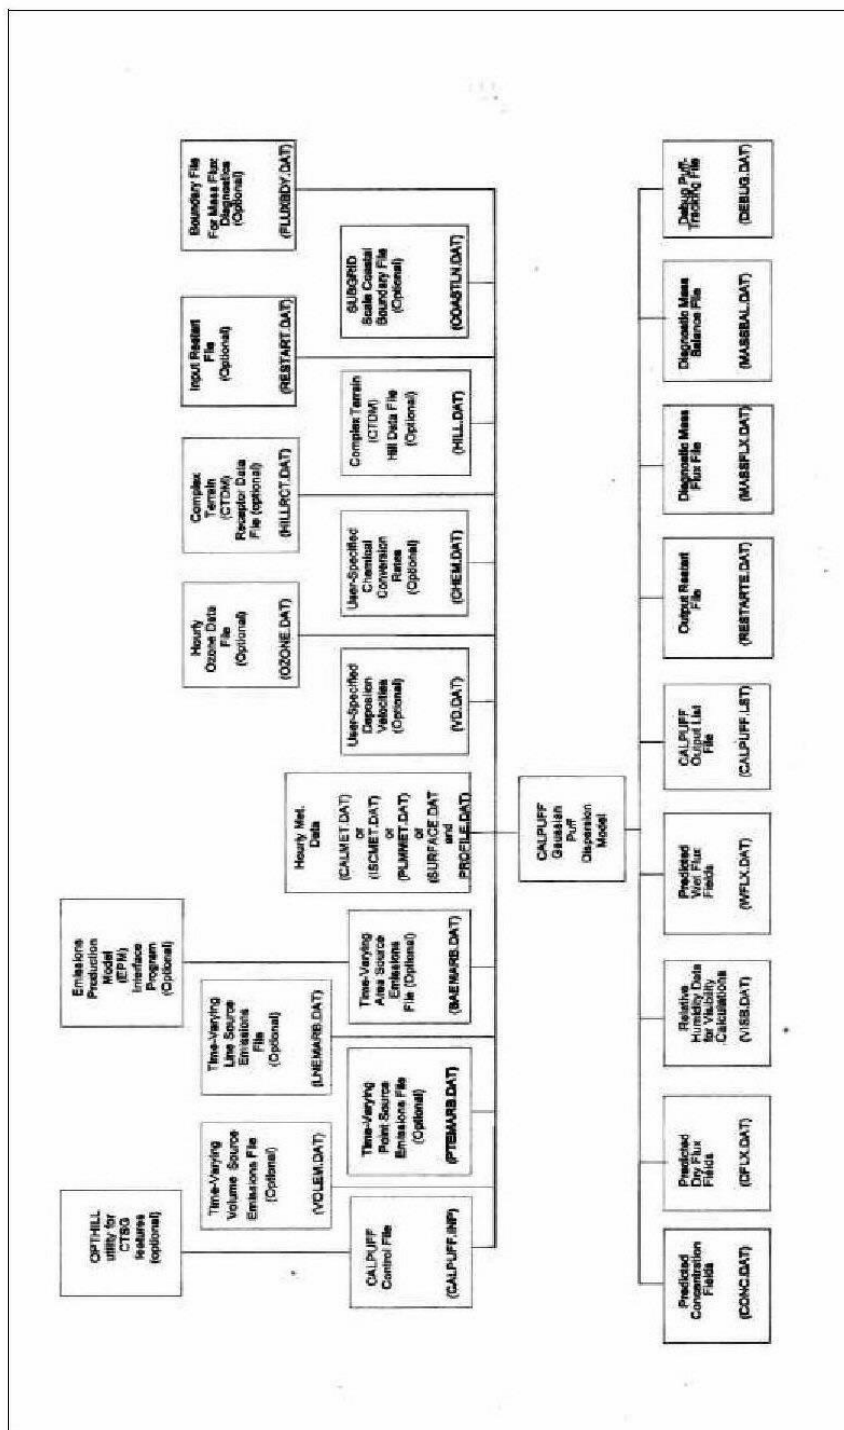 OPTHILL
utility for
CTSG
features
(optional)
Emissions
Production
Model
(EPM)
Interface
Program
(Optional)
Time-Varying
Volume Source
Emissions File
(Optional)
(VOLEM.DAT)
Time-Varying
Line Source
Emissions
File
(Optional)
(LNEMARB.DAT)
Hourly
Ozone Data
File
(Optional)
(OZONE.DAT)
Complex
Terrain
(CTDM)
Receptor Data
File (optional)
(HILLRCT.DAT)
Input Restart
File
(Optional)
(RESTART.DAT)
Boundary File
For Mass Flux
Diagnostics
(Optional)
(FLUXBDY.DAT)
CALPUFF
Control File
(CALPUFF.INP)
Time-Varying
Point Source
Emissions File
(Optional)
(PTEMARB.DAT)
Time-Varying
Area Source
Emissions
File (Optional)
(BAEMARB.DAT)
Hourly Met.
Data
(CALMET.DAT)
or
(ISCMET.DAT)
or
(PLMMET.DAT)
or
(SURFACE.DAT
and
PROFILE.DAT)
User-Specified
Deposition
Velocities
(Optional)
(VD.DAT)
User-Specified
Chemical
Conversion
Rates
(Optional)
(CHEM.DAT)
Complex Terrain
(CTDM)
Hill Data File
(Optional)
(HILL.DAT)
SUBGRID
Scale Coastal
Boundary File
(Optional)
(COASTLN.DAT)
CALPUFF
Gaussian
Puff
Dispersion
Model
Predicted
Concentration
Fields
(CONC.DAT)
Predicted
Dry Flux
Fields
(DFLX.DAT)
Relative
Humidity Data
for Visibility
Calculations
(VISB.DAT)
Predicted
Wet Flux
Fields
(WFLX.DAT)
CALPUFF
Output List
File
(CALPUFF.LST)
Output Restart
File
(RESTARTE.DAT)
Diagnostic Mass
Flux File
(MASSFLX.DAT)
Diagnostic Mass
Balance File
(MASSBAL.DAT)
Debug Puff-
Tracking File
(DEBUG.DAT)